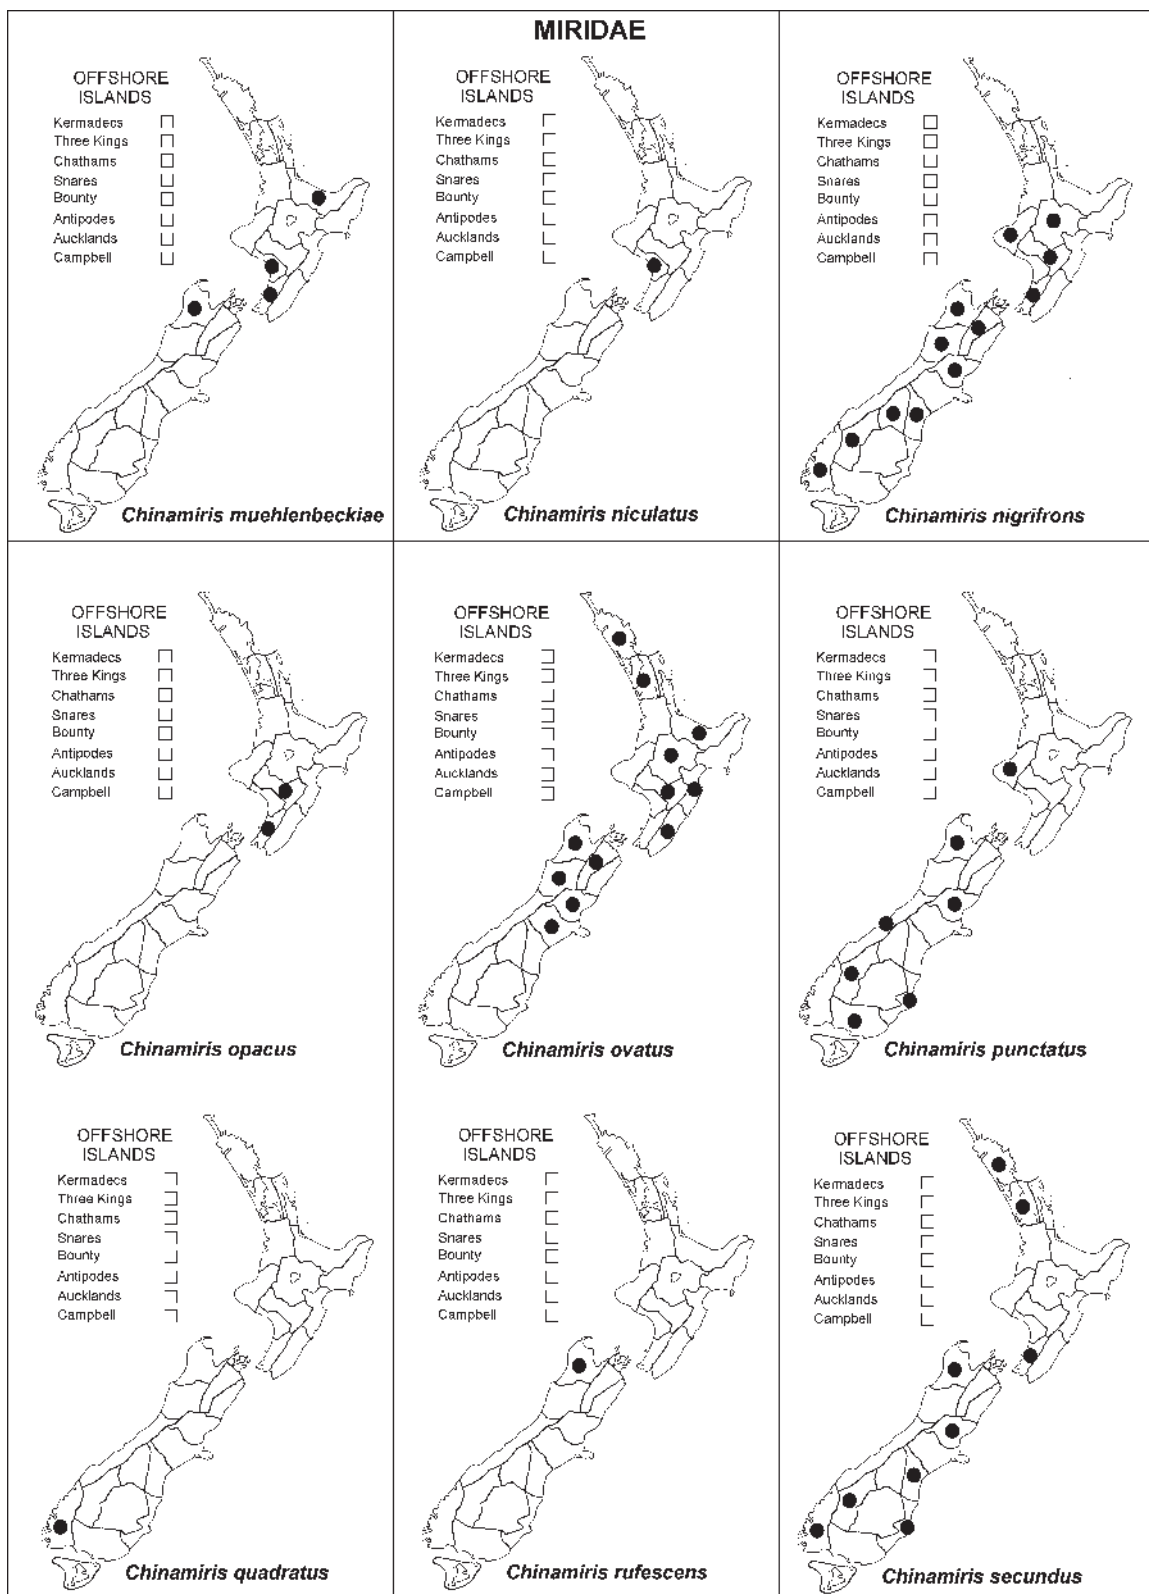 MIRIDAE
OFFSHORE
ISLANDS
Kermadecs
Three Kings
Chathams
Snares
Bounty
Antipodes
Aucklands
Campbell
Chinamiris muehlenbeckiae
OFFSHORE
ISLANDS
Kermadecs
Three Kings
Chathams
Snares
Bounty
Antipodes
Aucklands
Campbell
Chinamiris niculatus
OFFSHORE
ISLANDS
Kermadecs
Three Kings
Chathams
Snares
Bounty
Antipodes
Aucklands
Campbell
Chinamiris nigrifrons
OFFSHORE
ISLANDS
Kermadecs
Three Kings
Chathams
Snares
Bounty
Antipodes
Aucklands
Campbell
Chinamiris opacus
OFFSHORE
ISLANDS
Kermadecs
Three Kings
Chathams
Snares
Bounty
Antipodes
Aucklands
Campbell
Chinamiris ovatus
OFFSHORE
ISLANDS
Kermadecs
Three Kings
Chathams
Snares
Bounty
Antipodes
Aucklands
Campbell
Chinamiris punctatus
OFFSHORE
ISLANDS
Kermadecs
Three Kings
Chathams
Snares
Bounty
Antipodes
Aucklands
Campbell
Chinamiris quadratus
OFFSHORE
ISLANDS
Kermadecs
Three Kings
Chathams
Snares
Bounty
Antipodes
Aucklands
Campbell
Chinamiris rufescens
OFFSHORE
ISLANDS
Kermadecs
Three Kings
Chathams
Snares
Bounty
Antipodes
Aucklands
Campbell
Chinamiris secundus